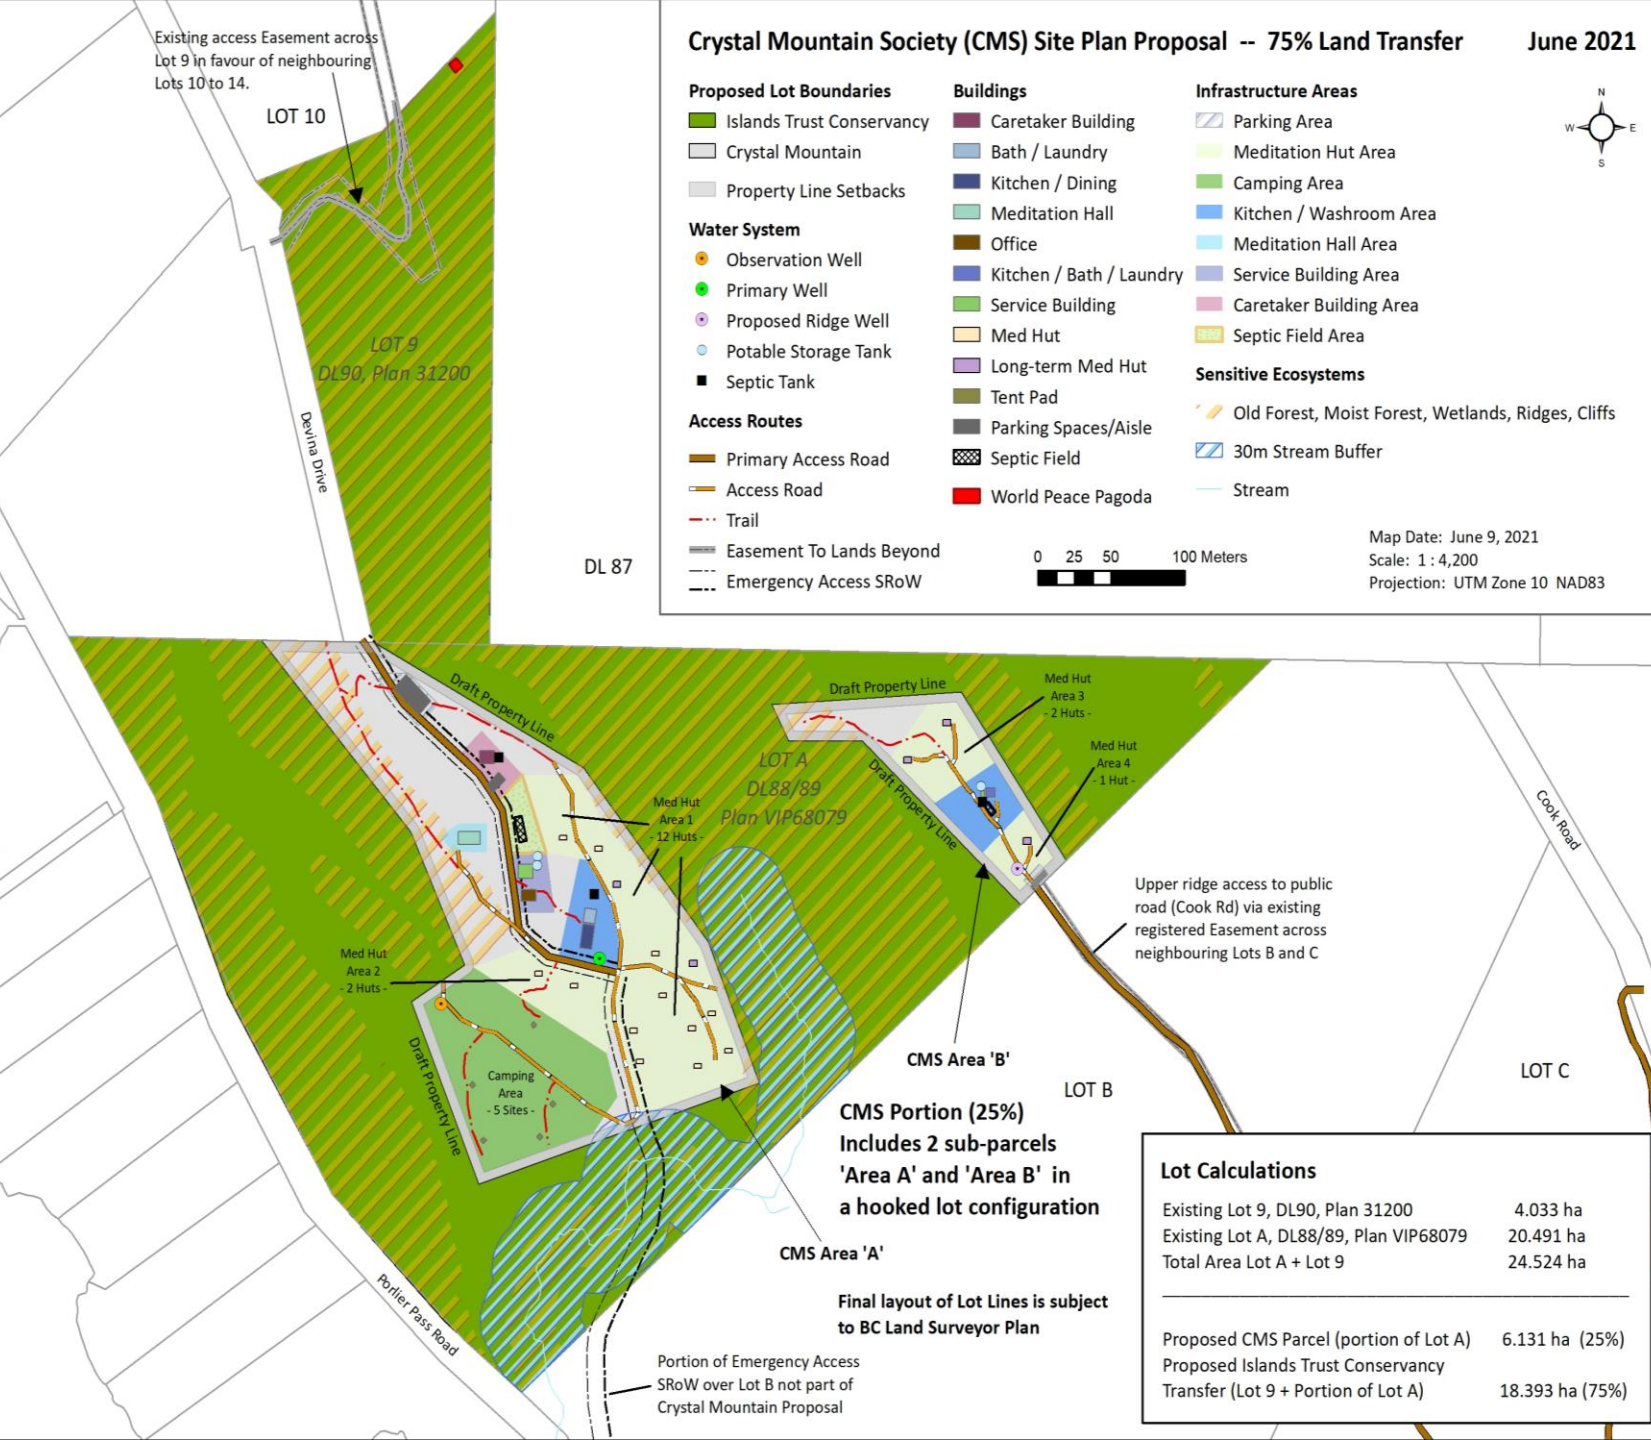 Crystal Mountain Society (CMS) Site Plan Proposal -- 75% Land Transfer June 2021
Proposed Lot Boundaries
Islands Trust Conservancy
Crystal Mountain
Property Line Setbacks
Water System
Observation Well
Primary Well
Proposed Ridge Well
Potable Storage Tank
Septic Tank
Access Routes
Primary Access Road
Access Road
Trail
Easement To Lands Beyond
Emergency Access SRoW
Buildings
Caretaker Building
Bath / Laundry
Kitchen / Dining
Meditation Hall
Office
Kitchen / Bath / Laundry
Service Building
Med Hut
Long-term Med Hut
Tent Pad
Parking Spaces/Aisle
Septic Field
World Peace Pagoda
Infrastructure Areas
Parking Area
Meditation Hut Area
Camping Area
Kitchen / Washroom Area
Meditation Hall Area
Service Building Area
Caretaker Building Area
Septic Field Area
Sensitive Ecosystems
Old Forest, Moist Forest, Wetlands, Ridges, Cliffs
30m Stream Buffer
Stream
N
W E
S
0 25 50 100 Meters
Map Date: June 9, 2021
Scale: 1 : 4,200
Projection: UTM Zone 10 NAD83
Existing access Easement across
Lot 9 in favour of neighbouring
Lots 10 to 14.
LOT 10
LOT 9
DL90, Plan 31200
Devina Drive
DL 87
Draft Property Line
Draft Property Line
Med Hut
Area 3
- 2 Huts -
Med Hut
Area 4
- 1 Hut -
LOT A
DL88/89
Plan VIP68079
Draft Property Line
Med Hut
Area 1
- 12 Huts -
Cook Road
Upper ridge access to public
road (Cook Rd) via existing
registered Easement across
neighbouring Lots B and C
Med Hut
Area 2
- 2 Huts -
Draft Property Line
Camping
Area
- 5 Sites -
CMS Area 'B'
LOT B
LOT C
CMS Portion (25%)
Includes 2 sub-parcels
'Area A' and 'Area B' in
a hooked lot configuration
CMS Area 'A'
Porlier Pass Road
Final layout of Lot Lines is subject
to BC Land Surveyor Plan
Portion of Emergency Access
SRoW over Lot B not part of
Crystal Mountain Proposal
Lot Calculations
Existing Lot 9, DL90, Plan 31200 4.033 ha
Existing Lot A, DL88/89, Plan VIP68079 20.491 ha
Total Area Lot A + Lot 9 24.524 ha
Proposed CMS Parcel (portion of Lot A) 6.131 ha (25%)
Proposed Islands Trust Conservancy
Transfer (Lot 9 + Portion of Lot A) 18.393 ha (75%)